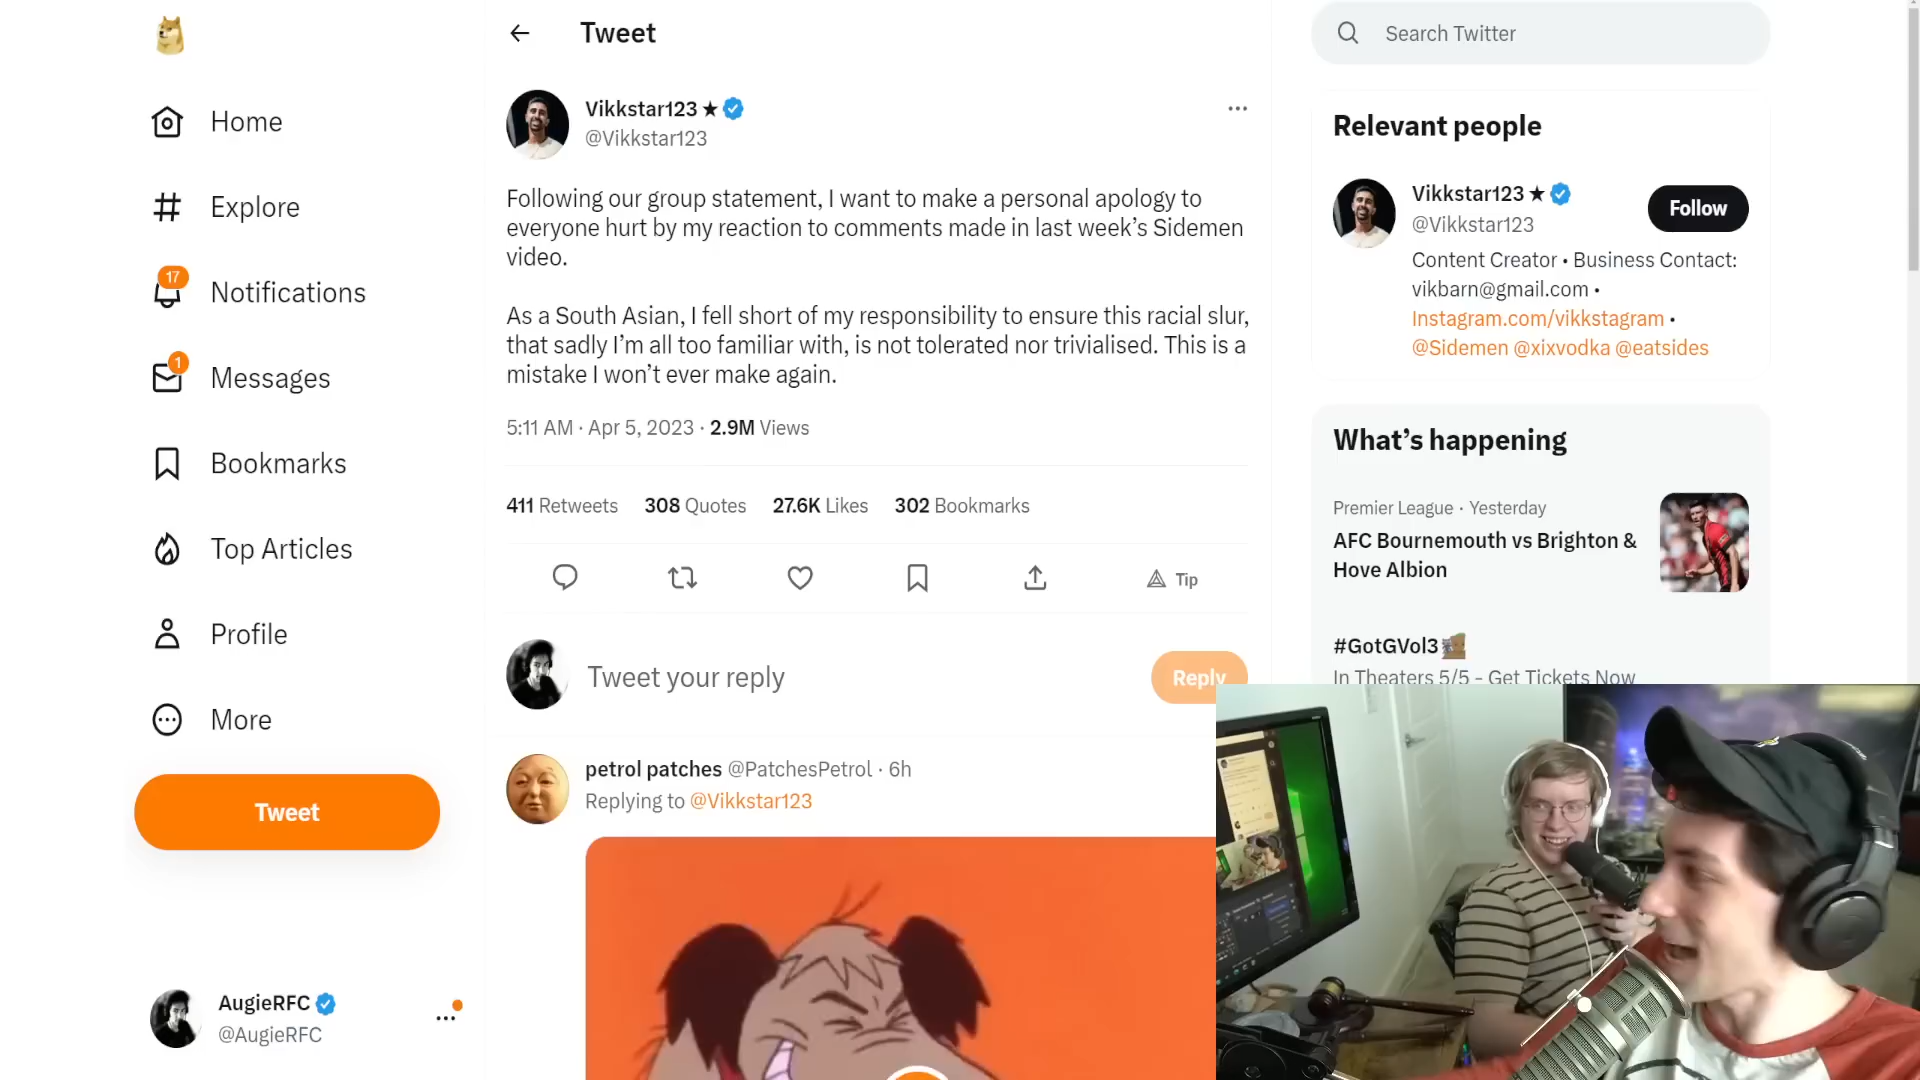 Tweet
Search Twitter
Home
Explore
17
Notifications
1
Messages
Bookmarks
Top Articles
Profile
More
Tweet
AugieRFC
@AugieRFC
...
Vikkstar123 ★
@Vikkstar123
...
Following our group statement, I want to make a personal apology to
everyone hurt by my reaction to comments made in last week’s Sidemen
video.
As a South Asian, I fell short of my responsibility to ensure this racial slur,
that sadly I’m all too familiar with, is not tolerated nor trivialised. This is a
mistake I won’t ever make again.
5:11 AM · Apr 5, 2023 · 2.9M Views
411 Retweets 308 Quotes 27.6K Likes 302 Bookmarks
Tip
Tweet your reply
Reply
petrol patches @PatchesPetrol · 6h
Replying to @Vikkstar123
Relevant people
Vikkstar123 ★
@Vikkstar123
Follow
Content Creator • Business Contact:
vikbarn@gmail.com •
Instagram.com/vikkstagram •
@Sidemen @xixvodka @eatsides
What’s happening
Premier League · Yesterday
AFC Bournemouth vs Brighton &
Hove Albion
#GotGVol3
In Theaters 5/5 - Get Tickets Now